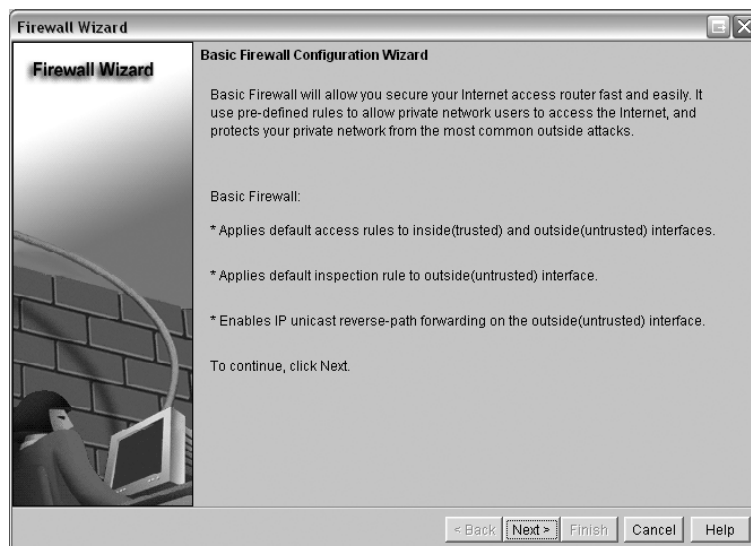 Firewall Wizard
Firewall Wizard
Basic Firewall Configuration Wizard
Basic Firewall will allow you secure your Internet access router fast and easily. It
use pre-defined rules to allow private network users to access the Internet, and
protects your private network from the most common outside attacks.
Basic Firewall:
* Applies default access rules to inside(trusted) and outside(untrusted) interfaces.
* Applies default inspection rule to outside(untrusted) interface.
* Enables IP unicast reverse-path forwarding on the outside(untrusted) interface.
To continue, click Next.
< Back Next > Finish Cancel Help